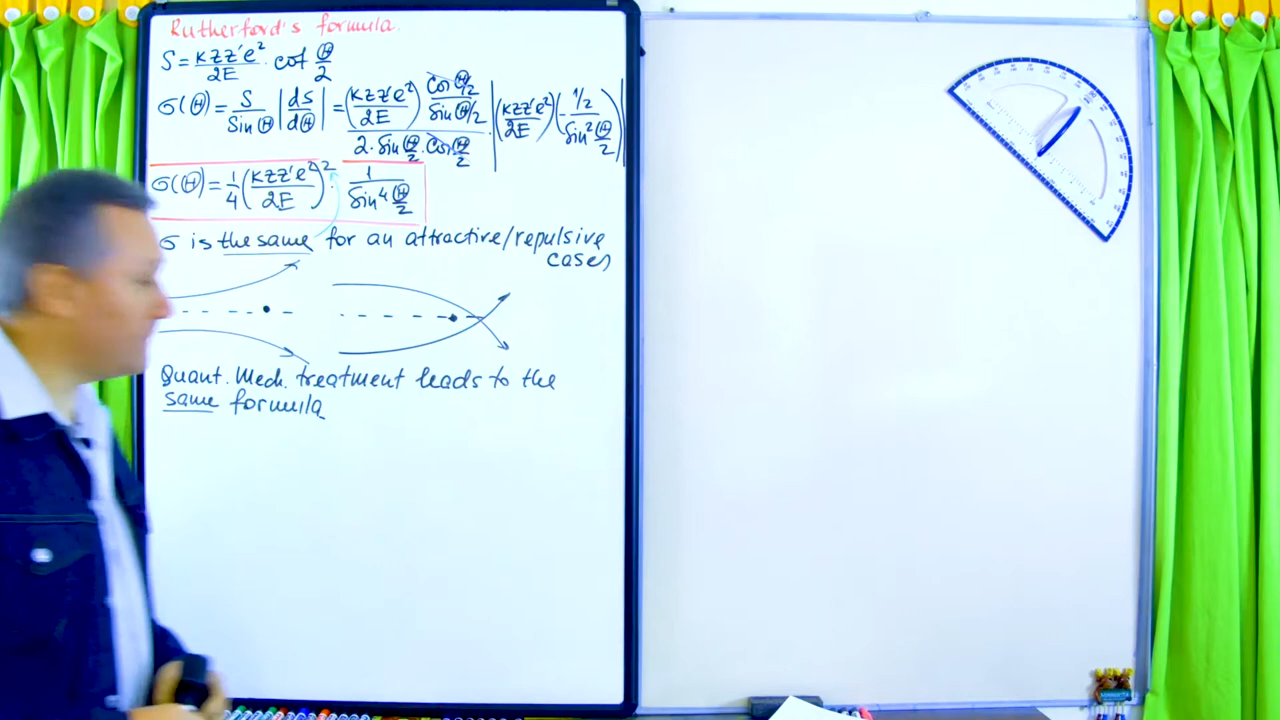 Rutherford's formula.
S = kzz'e²/2E · cot Θ/2
σ(Θ) = S/Sin Θ |ds/dΘ| = (kzz'e²/2E) Cos Θ/2 / Sin Θ/2 / 2·Sin Θ/2·Cos Θ/2 · |(kzz'e²/2E)(-1/2 / Sin² Θ/2)|
σ(Θ) = 1/4 (kzz'e²/2E)² · 1/Sin⁴ Θ/2
σ is the same for an attractive/repulsive
cases
Quant. Mech. treatment leads to the
same formula